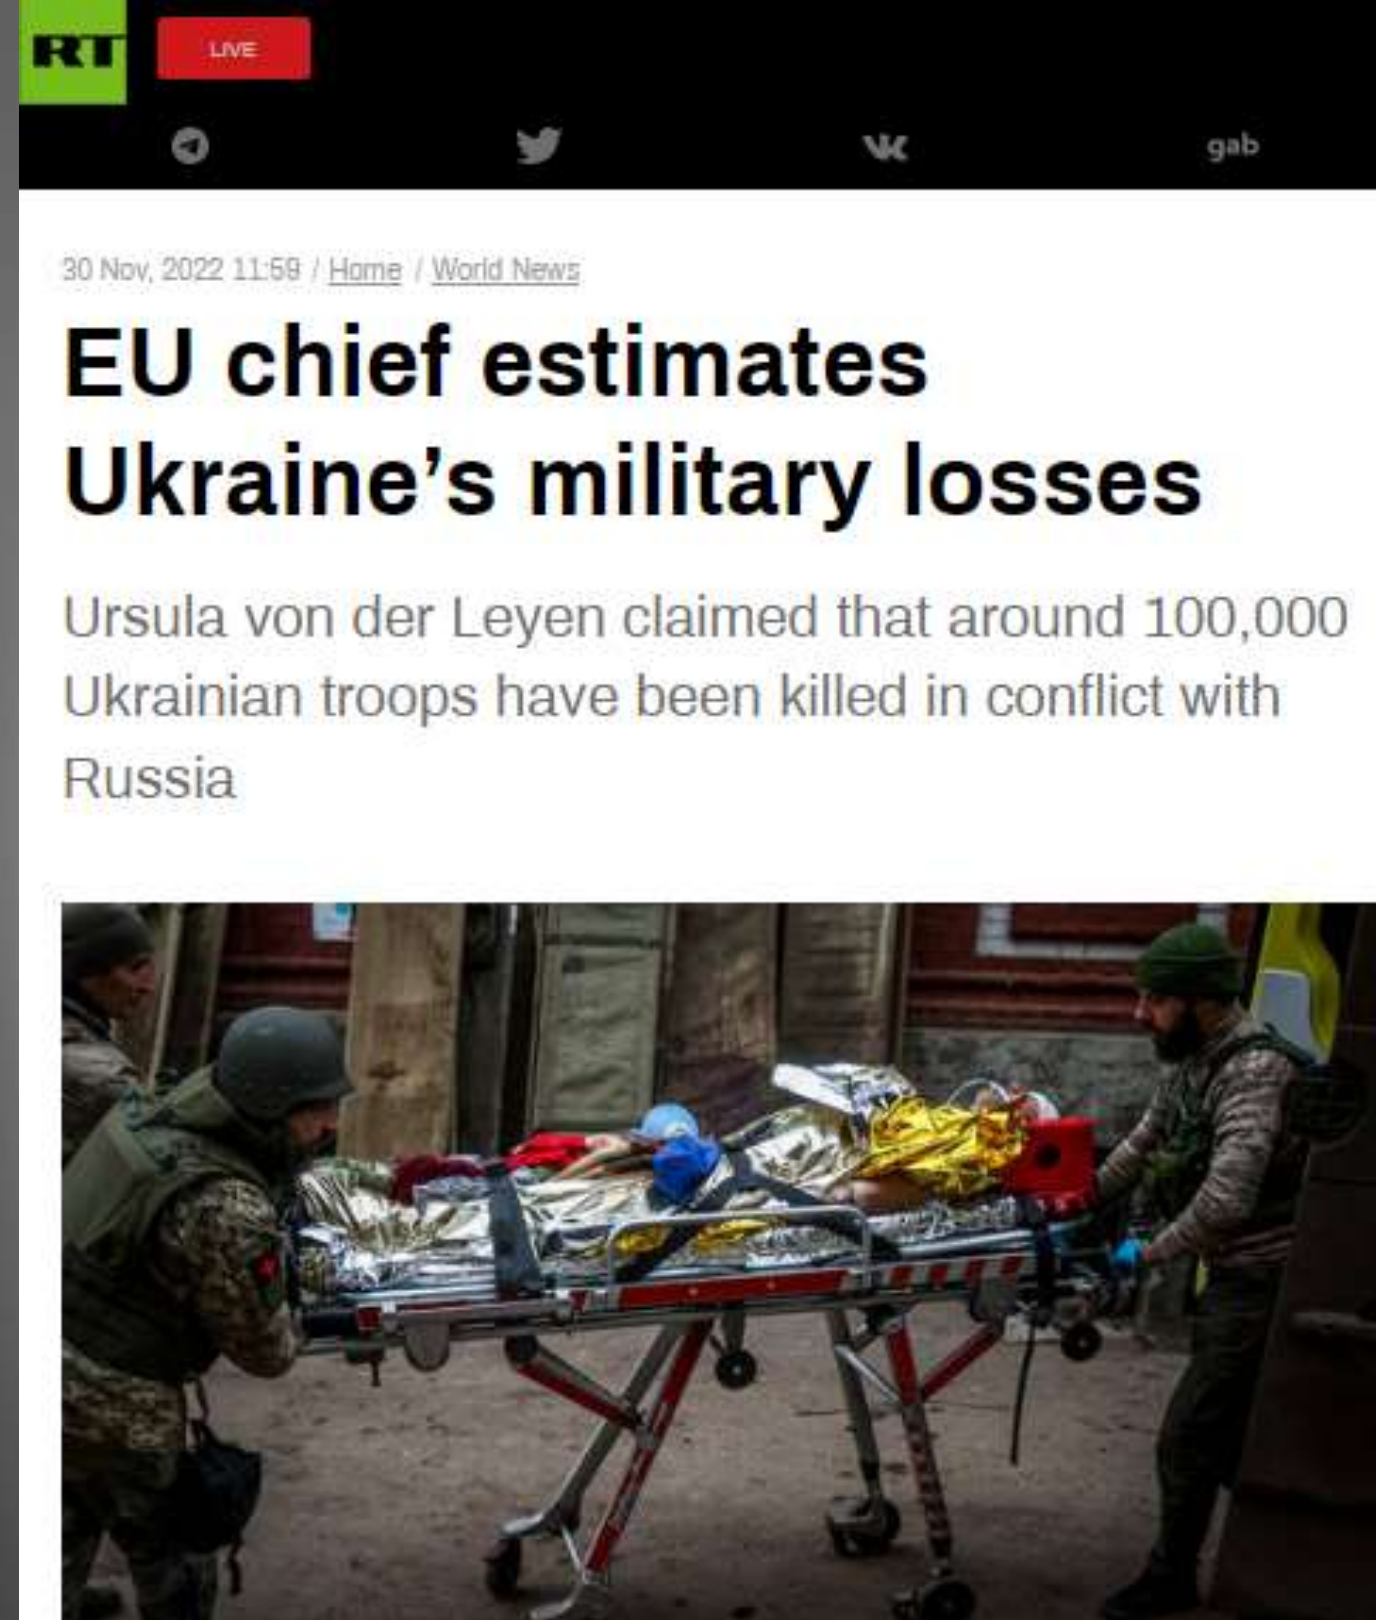 RT
LIVE
gab
30 Nov, 2022 11:59 / Home / World News
EU chief estimates
Ukraine’s military losses
Ursula von der Leyen claimed that around 100,000
Ukrainian troops have been killed in conflict with
Russia